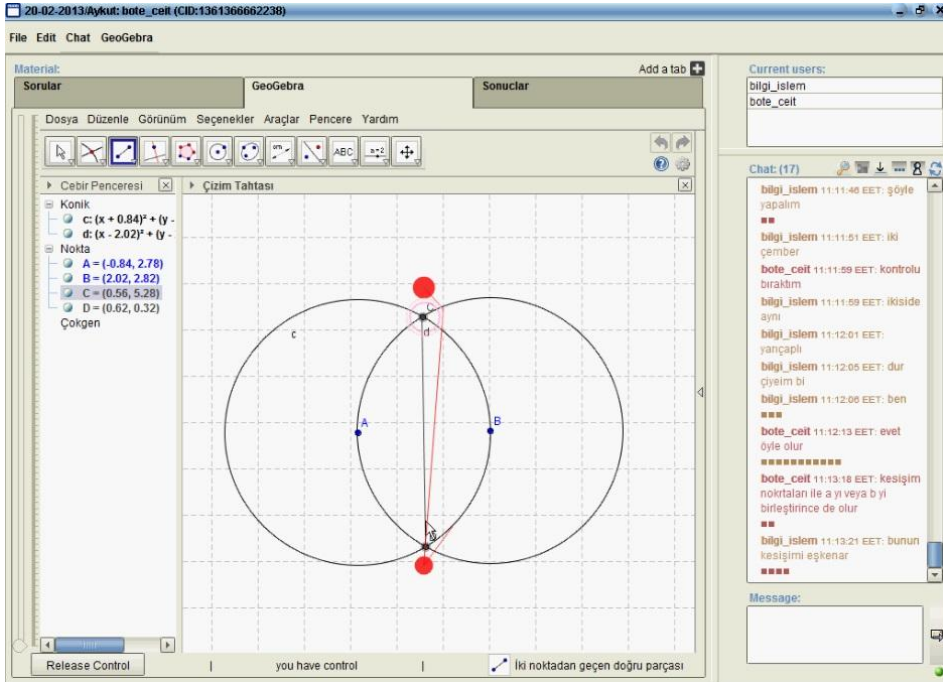 20-02-2013/Aykut: bote_ceit (CID:1361366662238)
File Edit Chat GeoGebra
Material:
Add a tab
Sorular
GeoGebra
Sonuclar
Dosya Düzenle Görünüm Seçenekler Araçlar Pencere Yardım
ABC
a=2
Cebir Penceresi
Çizim Tahtası
Konik
c: (x + 0.84)² + (y -
d: (x - 2.02)² + (y -
Nokta
A = (-0.84, 2.78)
B = (2.02, 2.82)
C = (0.56, 5.28)
D = (0.62, 0.32)
Çokgen
C
d
c
A
B
Release Control
you have control
İki noktadan geçen doğru parçası
Current users:
bilgi_islem
bote_ceit
Chat: (17)
bilgi_islem 11:11:46 EET: şöyle
yapalım
bilgi_islem 11:11:51 EET: iki
çember
bote_ceit 11:11:59 EET: kontrolu
bıraktım
bilgi_islem 11:11:59 EET: ikiside
aynı
bilgi_islem 11:12:01 EET:
yarıçaplı
bilgi_islem 11:12:05 EET: dur
çiyeim bi
bilgi_islem 11:12:06 EET: ben
bote_ceit 11:12:13 EET: evet
öyle olur
bote_ceit 11:13:18 EET: kesişim
nokrtaları ile a yı veya b yi
birleştirince de olur
bilgi_islem 11:13:21 EET: bunun
kesişimi eşkenar
Message: